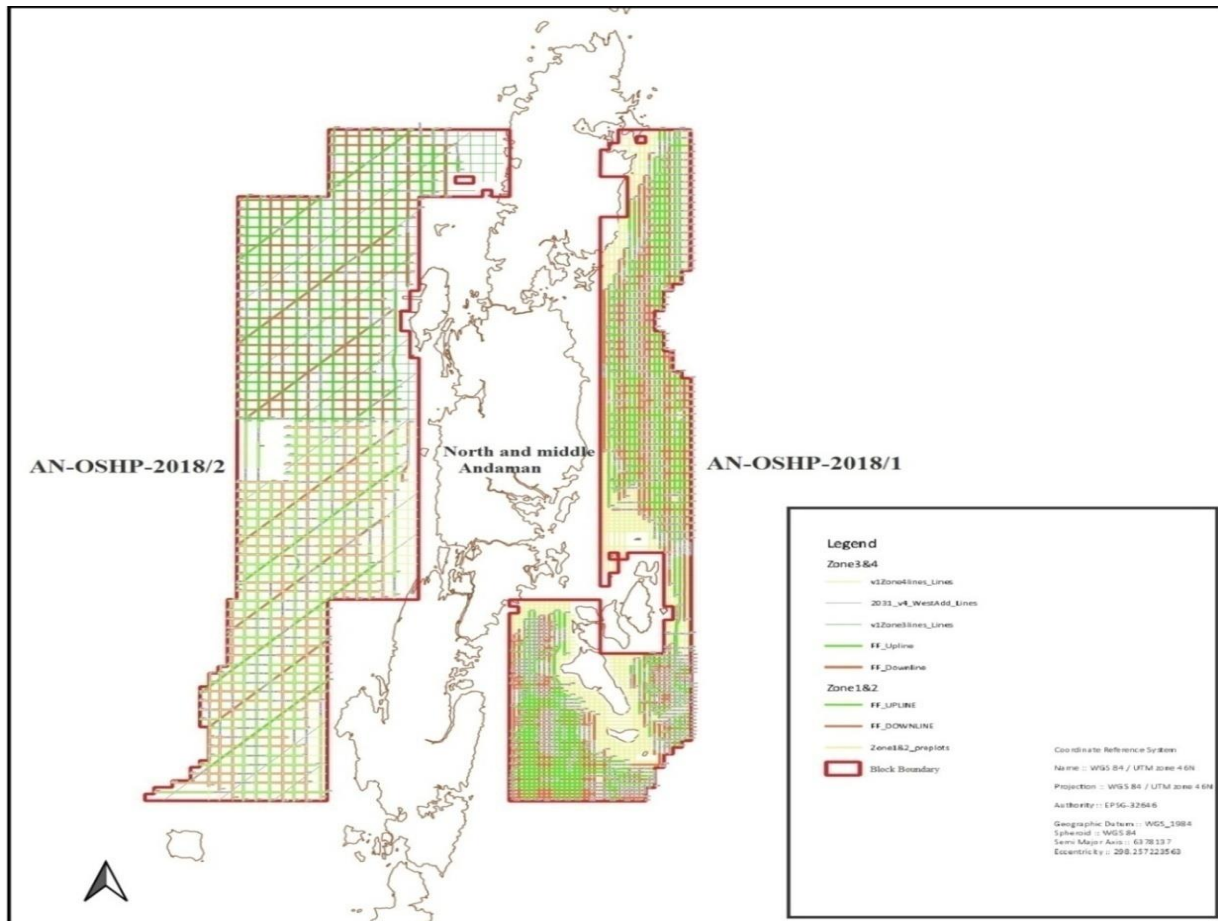 AN-OSHP-2018/2
North and middle
Andaman
AN-OSHP-2018/1
Legend
Zone3&4
v1Zone4lines_Lines
2031_v4_WestAdd_Lines
v1Zone3lines_Lines
FF_Upline
FF_Downline
Zone1&2
FF_UPLINE
FF_DOWNLINE
Zone1&2_preplots
Block Boundary
Coordinate Reference System
Name :: WGS 84 / UTM zone 46N
Projection :: WGS 84 / UTM zone 46N
Authority :: EPSG-32646
Geographic Datum :: WGS_1984
Spheroid :: WGS 84
Semi Major Axis :: 6378137
Eccentricity :: 298.257223563